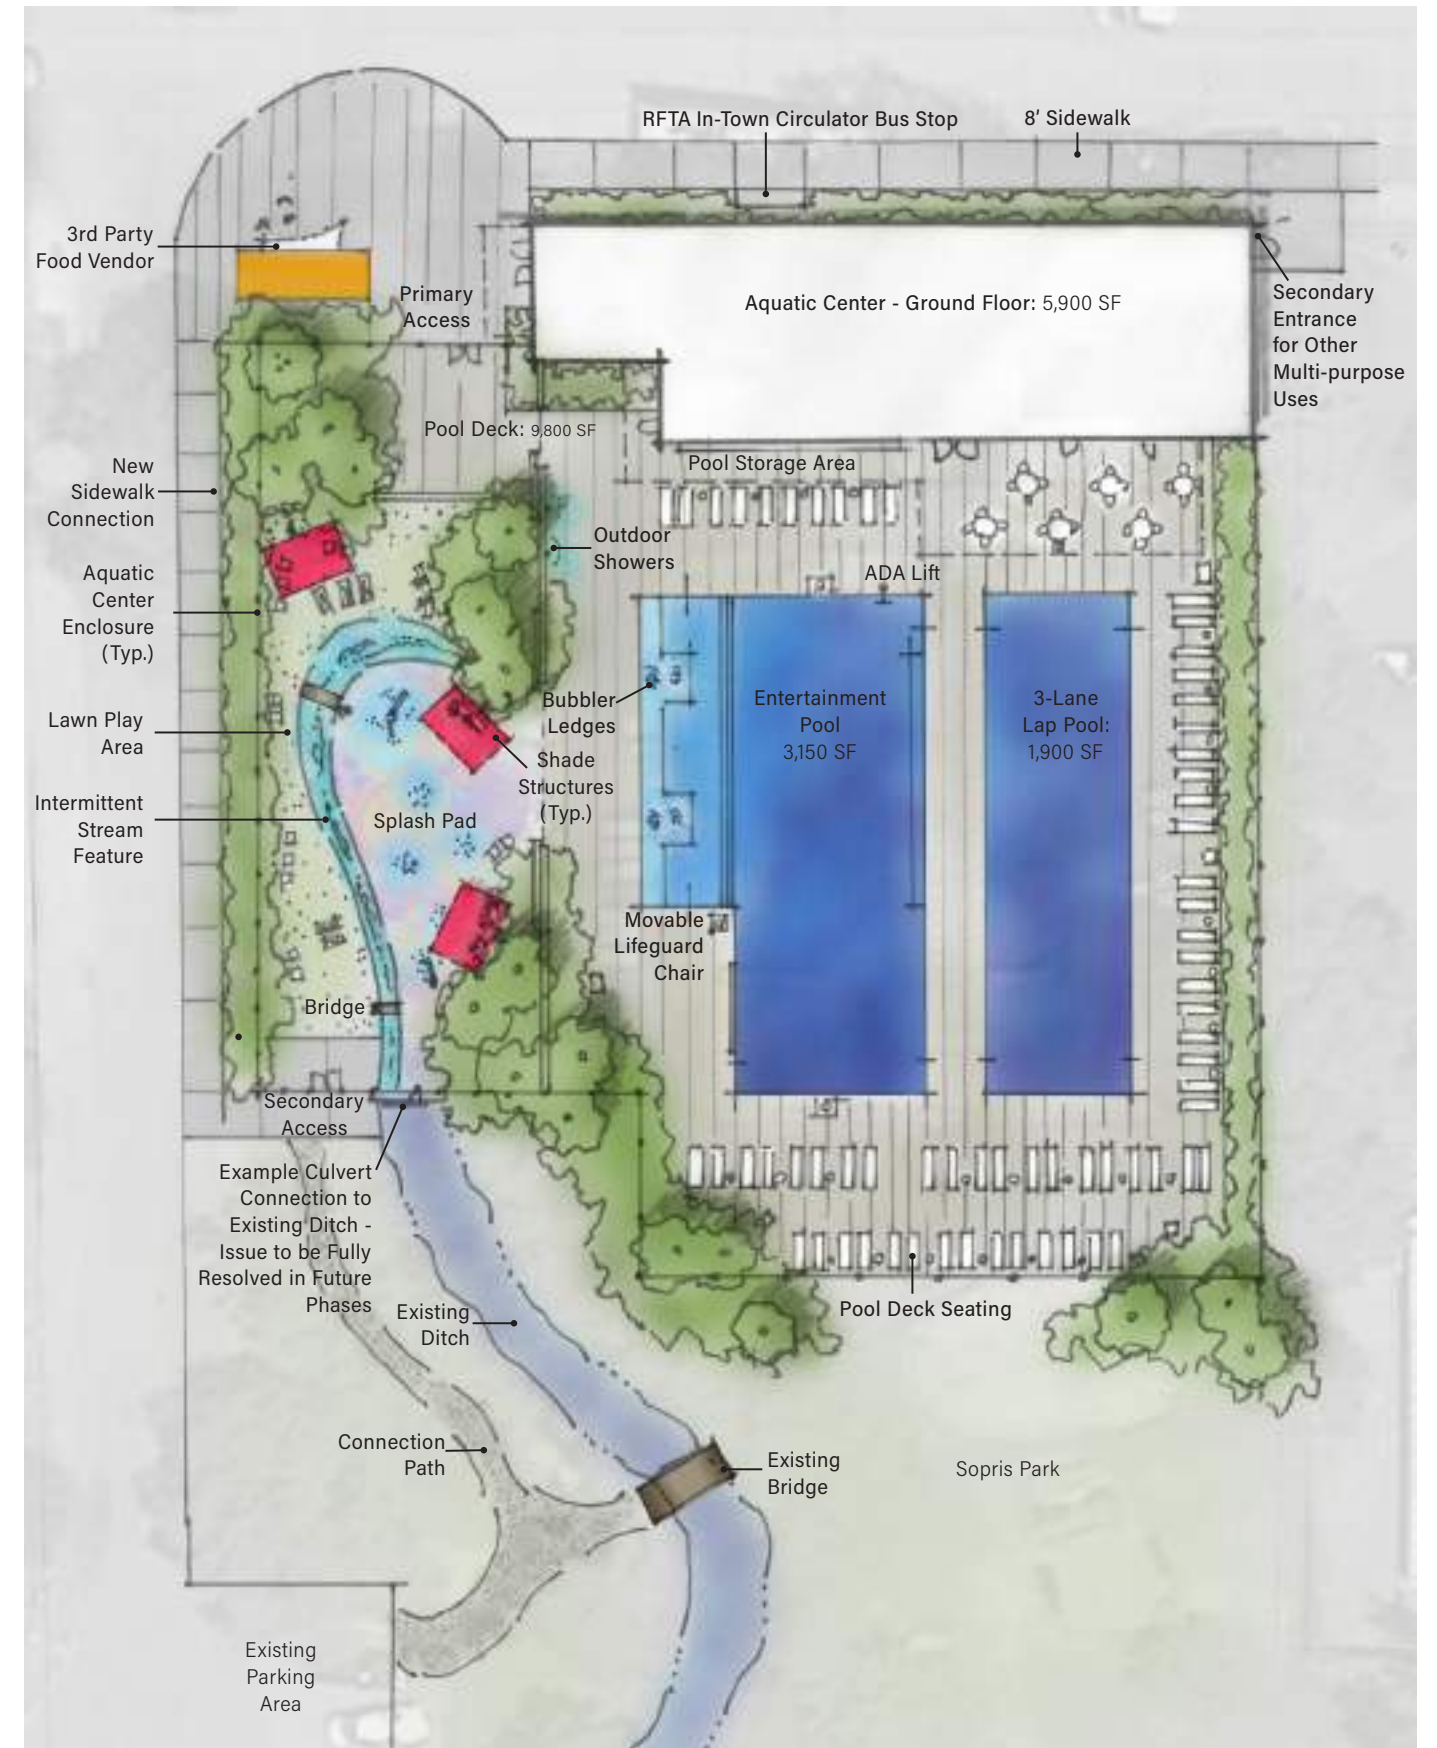 RFTA In-Town Circulator Bus Stop
8' Sidewalk
3rd Party
Food Vendor
Primary
Access
Aquatic Center - Ground Floor: 5,900 SF
Secondary
Entrance
for Other
Multi-purpose
Uses
Pool Deck: 9,800 SF
Pool Storage Area
New
Sidewalk
Connection
Outdoor
Showers
Aquatic
Center
Enclosure
(Typ.)
ADA Lift
Bubbler
Ledges
Entertainment
Pool
3,150 SF
3-Lane
Lap Pool:
1,900 SF
Lawn Play
Area
Shade
Structures
(Typ.)
Intermittent
Stream
Feature
Splash Pad
Movable
Lifeguard
Chair
Bridge
Secondary
Access
Example Culvert
Connection to
Existing Ditch -
Issue to be Fully
Resolved in Future
Phases
Existing
Ditch
Pool Deck Seating
Connection
Path
Existing
Bridge
Sopris Park
Existing
Parking
Area